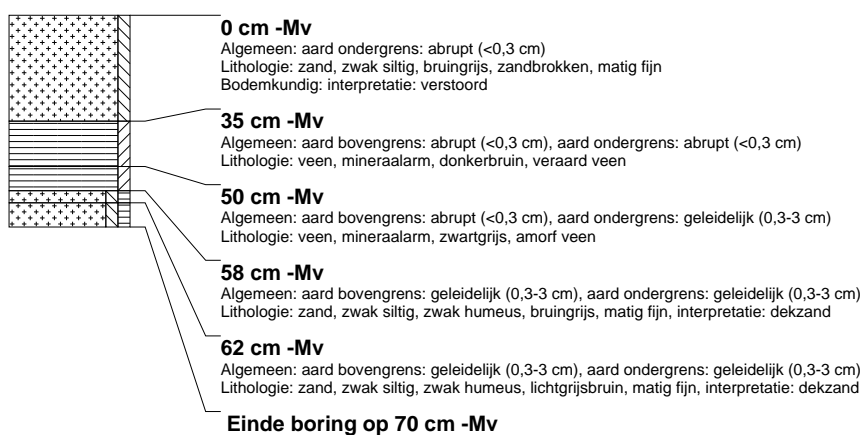 0 cm -Mv
Algemeen: aard ondergrens: abrupt (<0,3 cm)
Lithologie: zand, zwak siltig, bruingrijs, zandbrokken, matig fijn
Bodemkundig: interpretatie: verstoord
35 cm -Mv
Algemeen: aard bovengrens: abrupt (<0,3 cm), aard ondergrens: abrupt (<0,3 cm)
Lithologie: veen, mineraalarm, donkerbruin, veraard veen
50 cm -Mv
Algemeen: aard bovengrens: abrupt (<0,3 cm), aard ondergrens: geleidelijk (0,3-3 cm)
Lithologie: veen, mineraalarm, zwartgrijs, amorf veen
58 cm -Mv
Algemeen: aard bovengrens: geleidelijk (0,3-3 cm), aard ondergrens: geleidelijk (0,3-3 cm)
Lithologie: zand, zwak siltig, zwak humeus, bruingrijs, matig fijn, interpretatie: dekzand
62 cm -Mv
Algemeen: aard bovengrens: geleidelijk (0,3-3 cm), aard ondergrens: geleidelijk (0,3-3 cm)
Lithologie: zand, zwak siltig, zwak humeus, lichtgrijsbruin, matig fijn, interpretatie: dekzand
Einde boring op 70 cm -Mv